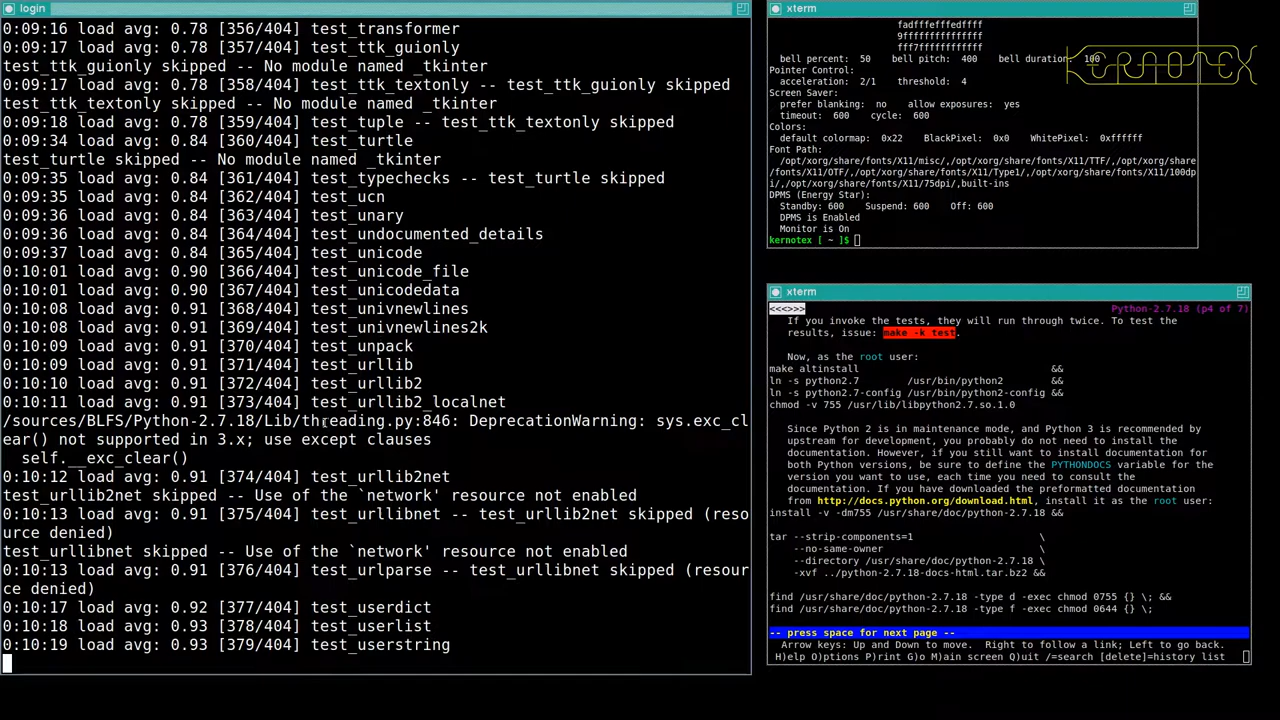 login
0:09:16 load avg: 0.78 [356/404] test_transformer
0:09:17 load avg: 0.78 [357/404] test_ttk_guionly
test_ttk_guionly skipped -- No module named _tkinter
0:09:17 load avg: 0.78 [358/404] test_ttk_textonly -- test_ttk_guionly skipped
test_ttk_textonly skipped -- No module named _tkinter
0:09:18 load avg: 0.78 [359/404] test_tuple -- test_ttk_textonly skipped
0:09:34 load avg: 0.84 [360/404] test_turtle
test_turtle skipped -- No module named _tkinter
0:09:35 load avg: 0.84 [361/404] test_typechecks -- test_turtle skipped
0:09:35 load avg: 0.84 [362/404] test_ucn
0:09:36 load avg: 0.84 [363/404] test_unary
0:09:36 load avg: 0.84 [364/404] test_undocumented_details
0:09:37 load avg: 0.84 [365/404] test_unicode
0:10:01 load avg: 0.90 [366/404] test_unicode_file
0:10:01 load avg: 0.90 [367/404] test_unicodedata
0:10:08 load avg: 0.91 [368/404] test_univnewlines
0:10:08 load avg: 0.91 [369/404] test_univnewlines2k
0:10:09 load avg: 0.91 [370/404] test_unpack
0:10:09 load avg: 0.91 [371/404] test_urllib
0:10:10 load avg: 0.91 [372/404] test_urllib2
0:10:11 load avg: 0.91 [373/404] test_urllib2_localnet
/sources/BLFS/Python-2.7.18/Lib/threading.py:846: DeprecationWarning: sys.exc_cl
ear() not supported in 3.x; use except clauses
self.__exc_clear()
0:10:12 load avg: 0.91 [374/404] test_urllib2net
test_urllib2net skipped -- Use of the `network' resource not enabled
0:10:13 load avg: 0.91 [375/404] test_urllibnet -- test_urllib2net skipped (reso
urce denied)
test_urllibnet skipped -- Use of the `network' resource not enabled
0:10:13 load avg: 0.91 [376/404] test_urlparse -- test_urllibnet skipped (resour
ce denied)
0:10:17 load avg: 0.92 [377/404] test_userdict
0:10:18 load avg: 0.93 [378/404] test_userlist
0:10:19 load avg: 0.93 [379/404] test_userstring
xterm
fadfffefffedffff
9fffffffffffffff
fff7ffffffffffff
bell percent: 50 bell pitch: 400 bell duration: 100
Pointer Control:
acceleration: 2/1 threshold: 4
Screen Saver:
prefer blanking: no allow exposures: yes
timeout: 600 cycle: 600
Colors:
default colormap: 0x22 BlackPixel: 0x0 WhitePixel: 0xffffff
Font Path:
/opt/xorg/share/fonts/X11/misc/,/opt/xorg/share/fonts/X11/TTF/,/opt/xorg/share
/fonts/X11/OTF/,/opt/xorg/share/fonts/X11/Type1/,/opt/xorg/share/fonts/X11/100dp
i/,/opt/xorg/share/fonts/X11/75dpi/,built-ins
DPMS (Energy Star):
Standby: 600 Suspend: 600 Off: 600
DPMS is Enabled
Monitor is On
kernotex [ ~ ]$
xterm
<<<>>> Python-2.7.18 (p4 of 7)
If you invoke the tests, they will run through twice. To test the
results, issue: make -k test.
Now, as the root user:
make altinstall &&
ln -s python2.7 /usr/bin/python2 &&
ln -s python2.7-config /usr/bin/python2-config &&
chmod -v 755 /usr/lib/libpython2.7.so.1.0
Since Python 2 is in maintenance mode, and Python 3 is recommended by
upstream for development, you probably do not need to install the
documentation. However, if you still want to install documentation for
both Python versions, be sure to define the PYTHONDOCS variable for the
version you want to use, each time you need to consult the
documentation. If you have downloaded the preformatted documentation
from http://docs.python.org/download.html, install it as the root user:
install -v -dm755 /usr/share/doc/python-2.7.18 &&
tar --strip-components=1 \
--no-same-owner \
--directory /usr/share/doc/python-2.7.18 \
-xvf ../python-2.7.18-docs-html.tar.bz2 &&
find /usr/share/doc/python-2.7.18 -type d -exec chmod 0755 {} \; &&
find /usr/share/doc/python-2.7.18 -type f -exec chmod 0644 {} \;
-- press space for next page --
Arrow keys: Up and Down to move. Right to follow a link; Left to go back.
H)elp O)ptions P)rint G)o M)ain screen Q)uit /=search [delete]=history list